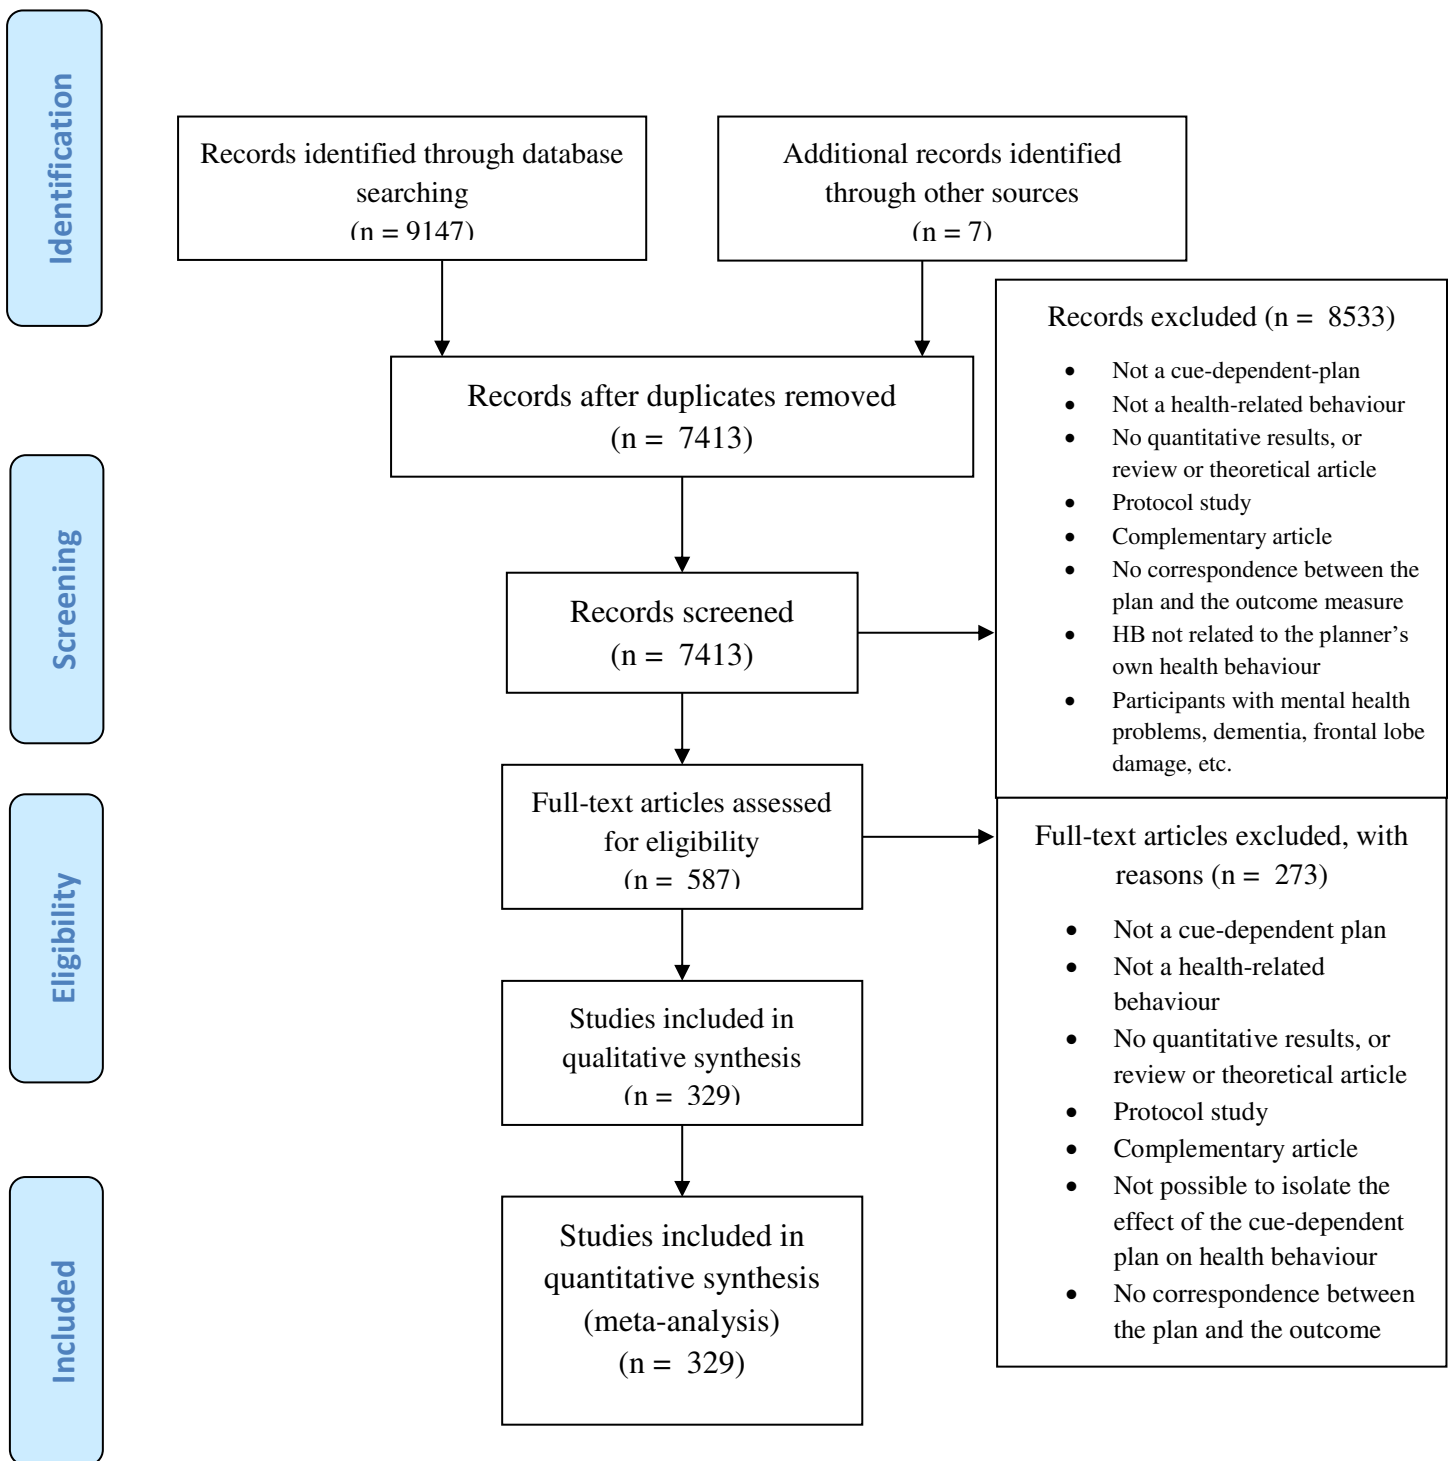 Identification
Records identified through database
searching
(n = 9147)
Additional records identified
through other sources
(n = 7)
Records after duplicates removed
(n = 7413)
Records excluded (n = 8533)
• Not a cue-dependent-plan
• Not a health-related behaviour
• No quantitative results, or
review or theoretical article
• Protocol study
• Complementary article
• No correspondence between the
plan and the outcome measure
• HB not related to the planner's
own health behaviour
• Participants with mental health
problems, dementia, frontal lobe
damage, etc.
Screening
Records screened
(n = 7413)
Eligibility
Full-text articles assessed
for eligibility
(n = 587)
Full-text articles excluded, with
reasons (n = 273)
• Not a cue-dependent plan
• Not a health-related
behaviour
• No quantitative results, or
review or theoretical article
• Protocol study
• Complementary article
• Not possible to isolate the
effect of the cue-dependent
plan on health behaviour
• No correspondence between
the plan and the outcome
Studies included in
qualitative synthesis
(n = 329)
Included
Studies included in
quantitative synthesis
(meta-analysis)
(n = 329)